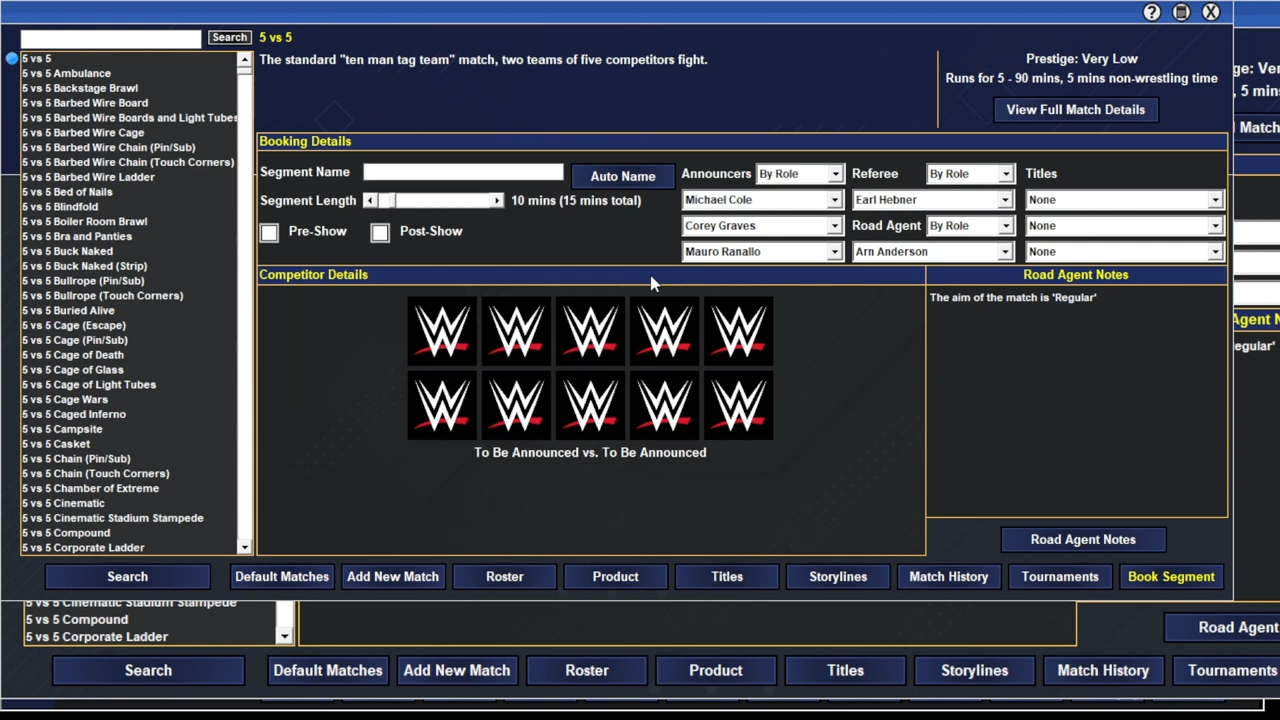 Search
5 vs 5
5 vs 5
5 vs 5 Ambulance
5 vs 5 Backstage Brawl
5 vs 5 Barbed Wire Board
5 vs 5 Barbed Wire Boards and Light Tubes
5 vs 5 Barbed Wire Cage
5 vs 5 Barbed Wire Chain (Pin/Sub)
5 vs 5 Barbed Wire Chain (Touch Corners)
5 vs 5 Barbed Wire Ladder
5 vs 5 Bed of Nails
5 vs 5 Blindfold
5 vs 5 Boiler Room Brawl
5 vs 5 Bra and Panties
5 vs 5 Buck Naked
5 vs 5 Buck Naked (Strip)
5 vs 5 Bullrope (Pin/Sub)
5 vs 5 Bullrope (Touch Corners)
5 vs 5 Buried Alive
5 vs 5 Cage (Escape)
5 vs 5 Cage (Pin/Sub)
5 vs 5 Cage of Death
5 vs 5 Cage of Glass
5 vs 5 Cage of Light Tubes
5 vs 5 Cage Wars
5 vs 5 Caged Inferno
5 vs 5 Campsite
5 vs 5 Casket
5 vs 5 Chain (Pin/Sub)
5 vs 5 Chain (Touch Corners)
5 vs 5 Chamber of Extreme
5 vs 5 Cinematic
5 vs 5 Cinematic Stadium Stampede
5 vs 5 Compound
5 vs 5 Corporate Ladder
The standard "ten man tag team" match, two teams of five competitors fight.
Prestige: Very Low
Runs for 5 - 90 mins, 5 mins non-wrestling time
View Full Match Details
Booking Details
Segment Name
Auto Name
Segment Length
10 mins (15 mins total)
Pre-Show
Post-Show
Announcers
By Role
Michael Cole
Corey Graves
Mauro Ranallo
Referee
By Role
Earl Hebner
Road Agent
By Role
Arn Anderson
Titles
None
None
None
Competitor Details
To Be Announced vs. To Be Announced
Road Agent Notes
The aim of the match is 'Regular'
Road Agent Notes
Search
Default Matches
Add New Match
Roster
Product
Titles
Storylines
Match History
Tournaments
Book Segment
ge: Very
, 5 mins
Match
Agent N
egular'
5 vs 5 Cinematic Stadium Stampede
5 vs 5 Compound
5 vs 5 Corporate Ladder
Road Agent
Search
Default Matches
Add New Match
Roster
Product
Titles
Storylines
Match History
Tournaments